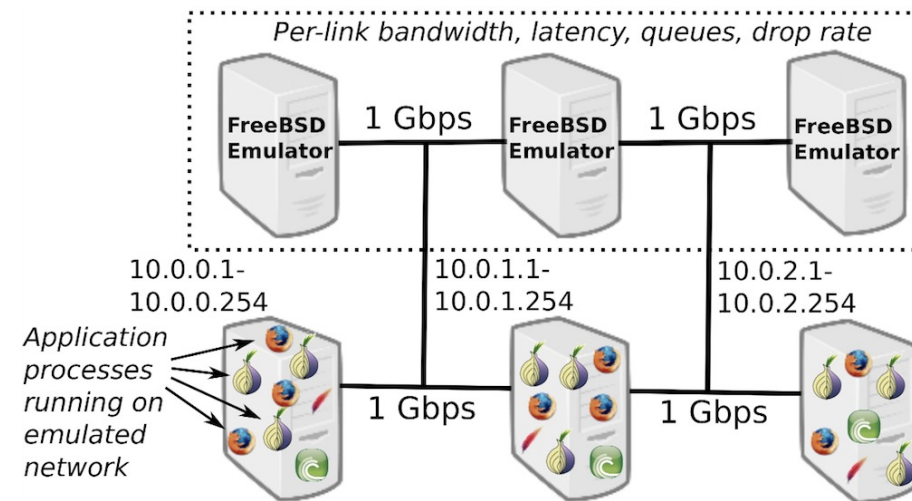 Per-link bandwidth, latency, queues, drop rate
1 Gbps
1 Gbps
FreeBSD
Emulator
FreeBSD
Emulator
FreeBSD
Emulator
10.0.0.1-
10.0.0.254
10.0.1.1-
10.0.1.254
10.0.2.1-
10.0.2.254
Application
processes
running on
emulated
network
1 Gbps
1 Gbps